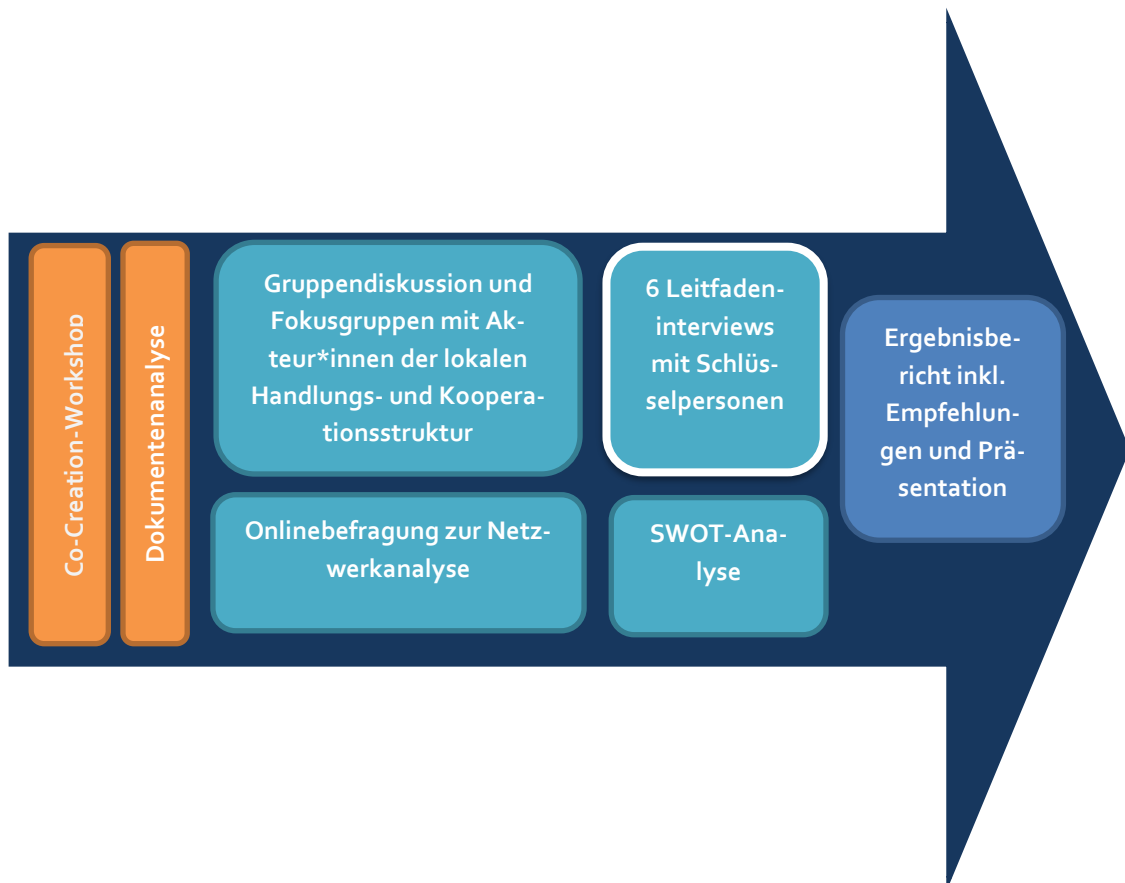 Co-Creation-Workshop
Dokumentenanalyse
Gruppendiskussion und
Fokusgruppen mit Ak-
teur*innen der lokalen
Handlungs- und Koopera-
tionsstruktur
Onlinebefragung zur Netz-
werkanalyse
6 Leitfaden-
interviews
mit Schlüs-
selpersonen
SWOT-Ana-
lyse
Ergebnisbe-
richt inkl.
Empfehlun-
gen und Prä-
sentation